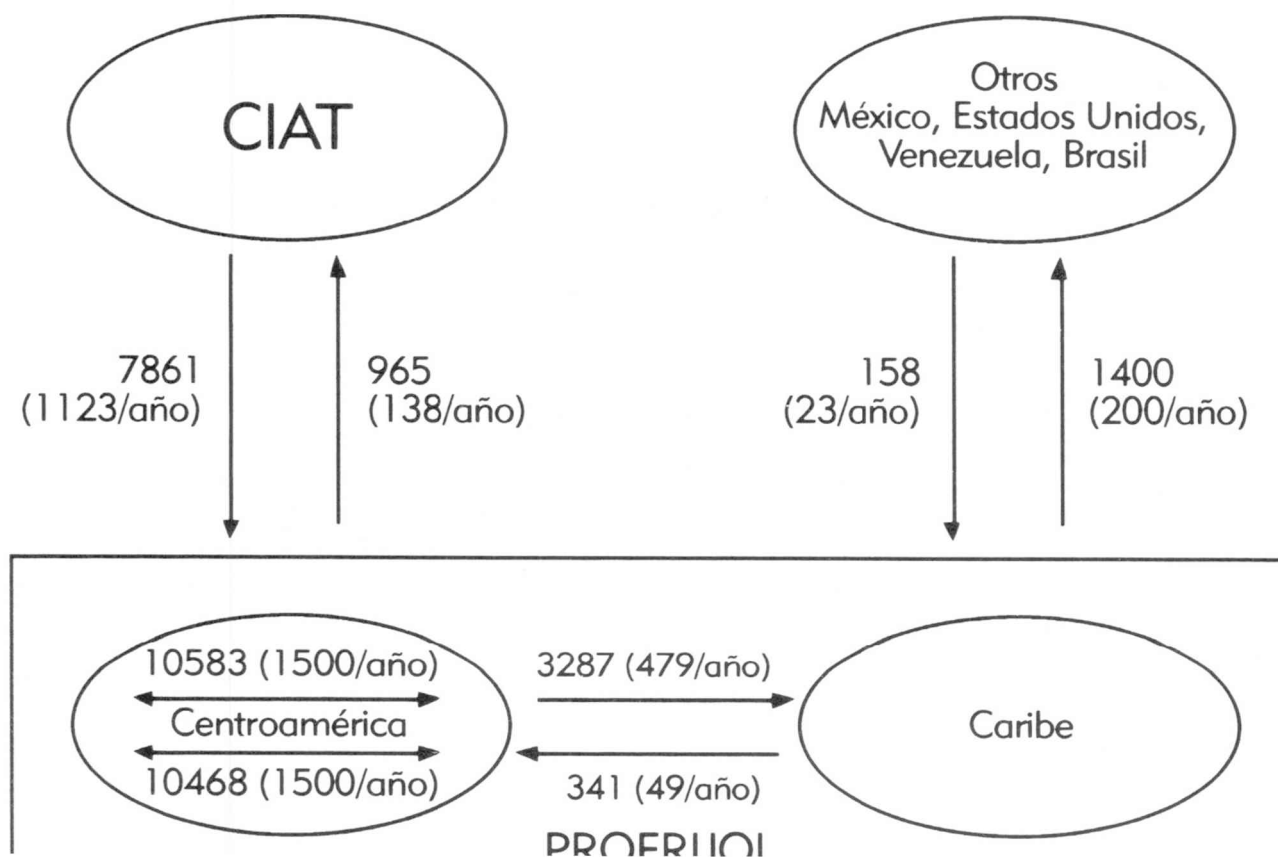 CIAT
Otros
México, Estados Unidos,
Venezuela, Brasil
7861
(1123/año)
965
(138/año)
158
(23/año)
1400
(200/año)
10583 (1500/año)
Centroamérica
10468 (1500/año)
3287 (479/año)
341 (49/año)
Caribe